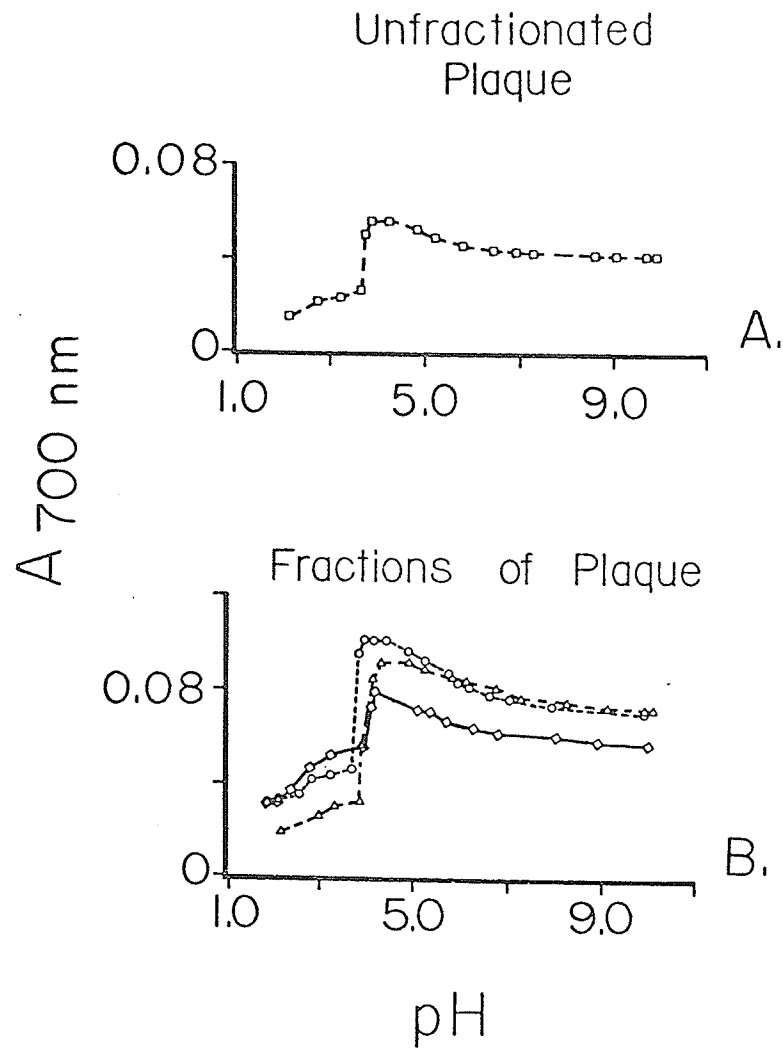 Unfractionated
Plaque
0.08
0
A.
1.0 5.0 9.0
A 700 nm
Fractions of Plaque
0.08
0
B.
1.0 5.0 9.0
pH